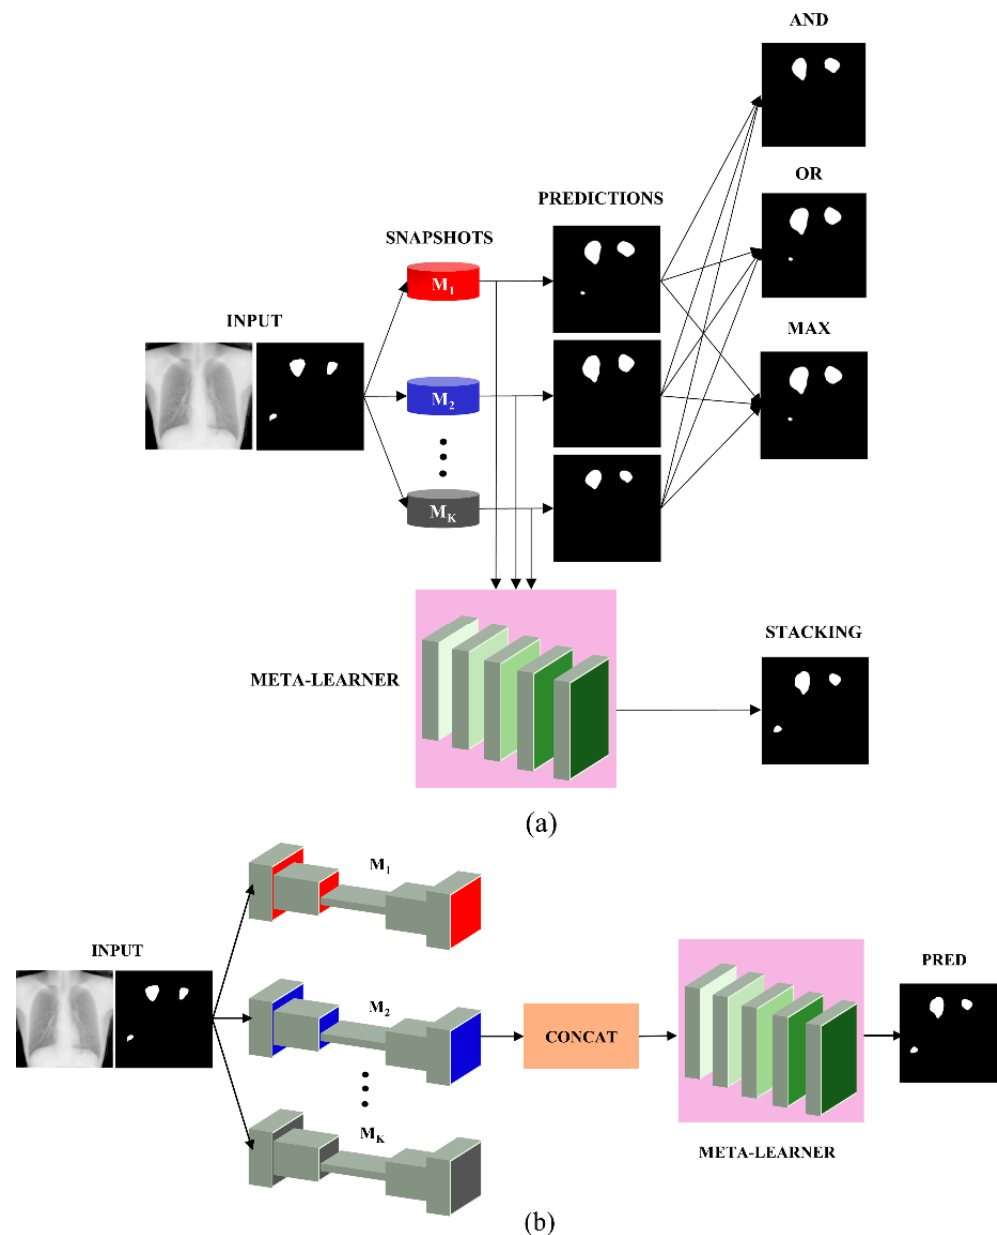 AND
OR
PREDICTIONS
SNAPSHOTS
M1
INPUT
MAX
M2
MK
STACKING
META-LEARNER
(a)
M1
INPUT
M2
PRED
CONCAT
MK
META-LEARNER
(b)